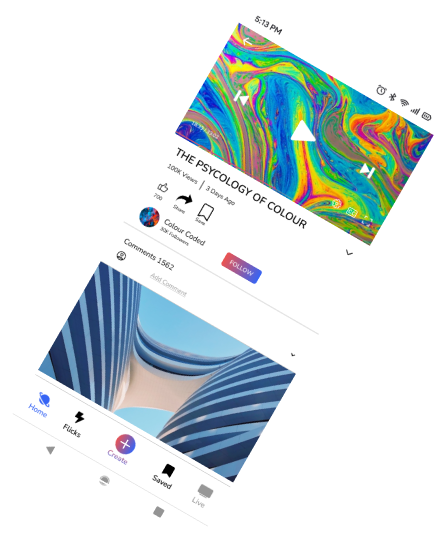 5:13 PM
THE PSYCOLOGY OF COLOUR
100K Views | 3 Days Ago
700
Share
Save
Colour Coded
30K Followers
FOLLOW
Comments 1562
Add Comment
Home
Flicks
Create
Saved
Live